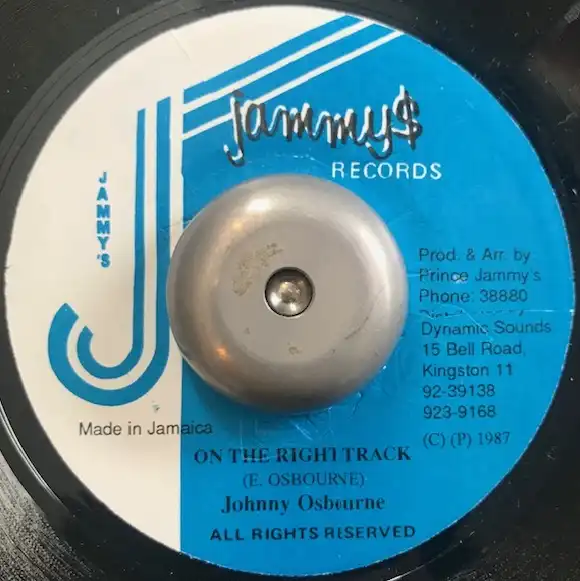 jammy$
RECORDS
JAMMY'S
Prod. & Arr. by
Prince Jammy's
Phone: 38880
Dynamic Sounds
15 Bell Road,
Kingston 11
92-39138
923-9168
(C) (P) 1987
Made in Jamaica
ON THE RIGHT TRACK
(E. OSBOURNE)
Johnny Osbourne
ALL RIGHTS RESERVED